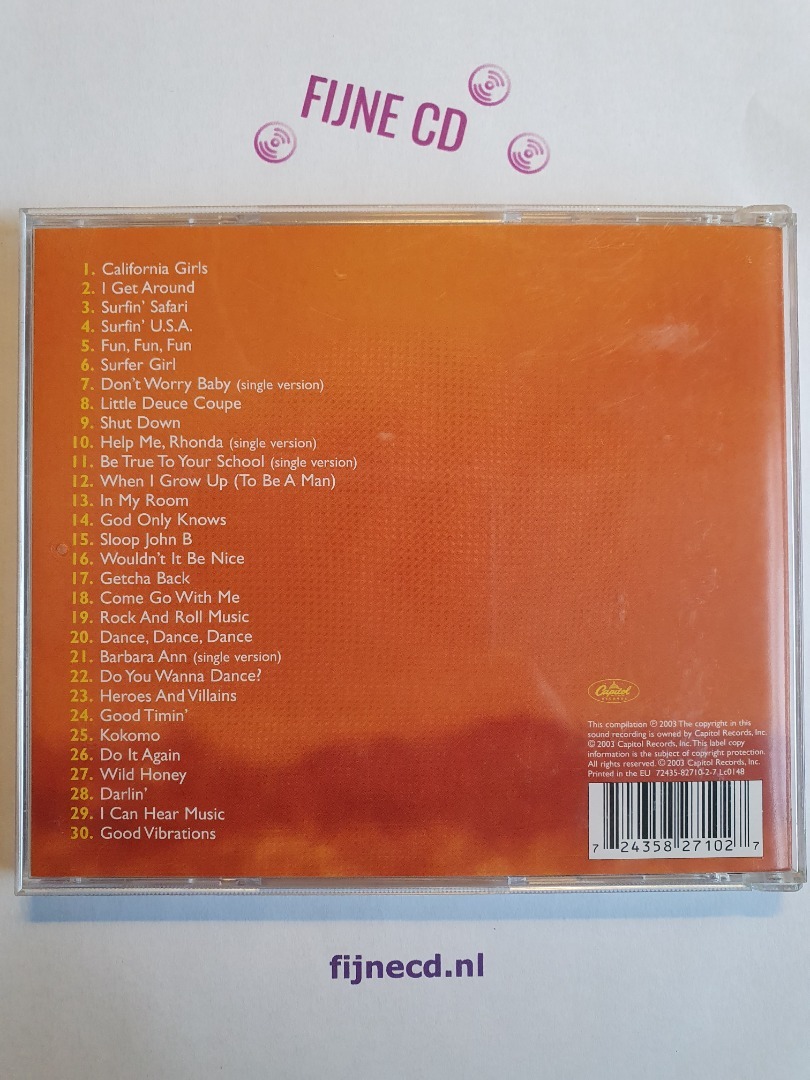 FIJNE CD
1. California Girls
2. I Get Around
3. Surfin' Safari
4. Surfin' U.S.A.
5. Fun, Fun, Fun
6. Surfer Girl
7. Don't Worry Baby (single version)
8. Little Deuce Coupe
9. Shut Down
10. Help Me, Rhonda (single version)
11. Be True To Your School (single version)
12. When I Grow Up (To Be A Man)
13. In My Room
14. God Only Knows
15. Sloop John B
16. Wouldn't It Be Nice
17. Getcha Back
18. Come Go With Me
19. Rock And Roll Music
20. Dance, Dance, Dance
21. Barbara Ann (single version)
22. Do You Wanna Dance?
23. Heroes And Villains
24. Good Timin'
25. Kokomo
26. Do It Again
27. Wild Honey
28. Darlin'
29. I Can Hear Music
30. Good Vibrations
Capitol
RECORDS
This compilation ℗ 2003 The copyright in this
sound recording is owned by Capitol Records, Inc.
© 2003 Capitol Records, Inc. This label copy
information is the subject of copyright protection.
All rights reserved. © 2003 Capitol Records, Inc.
Printed in the EU 72435-82710-2-7 Lc0148
7 24358 27102 7
fijnecd.nl